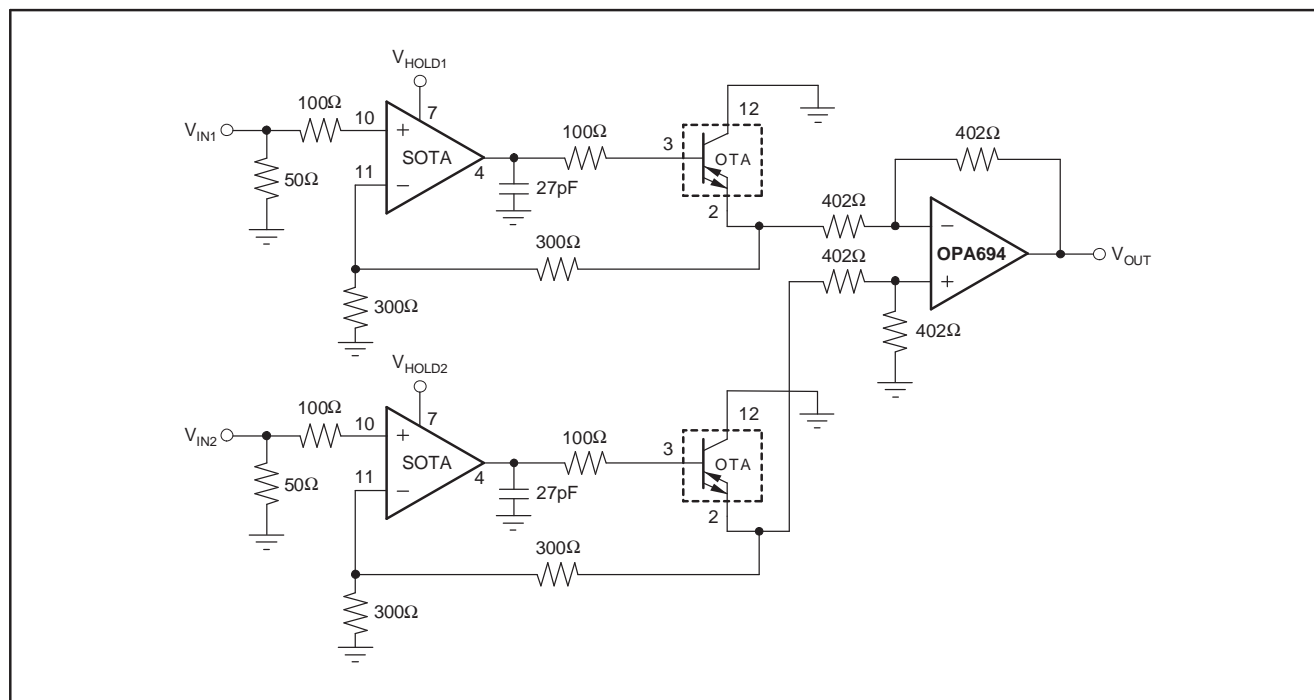 V_HOLD1
100Ω
10
7
V_IN1
+
SOTA
50Ω
11
−
4
100Ω
27pF
3
12
OTA
2
300Ω
300Ω
402Ω
402Ω
−
OPA694
V_OUT
402Ω
+
402Ω
V_HOLD2
100Ω
10
7
V_IN2
+
SOTA
50Ω
11
−
4
100Ω
27pF
3
12
OTA
2
300Ω
300Ω